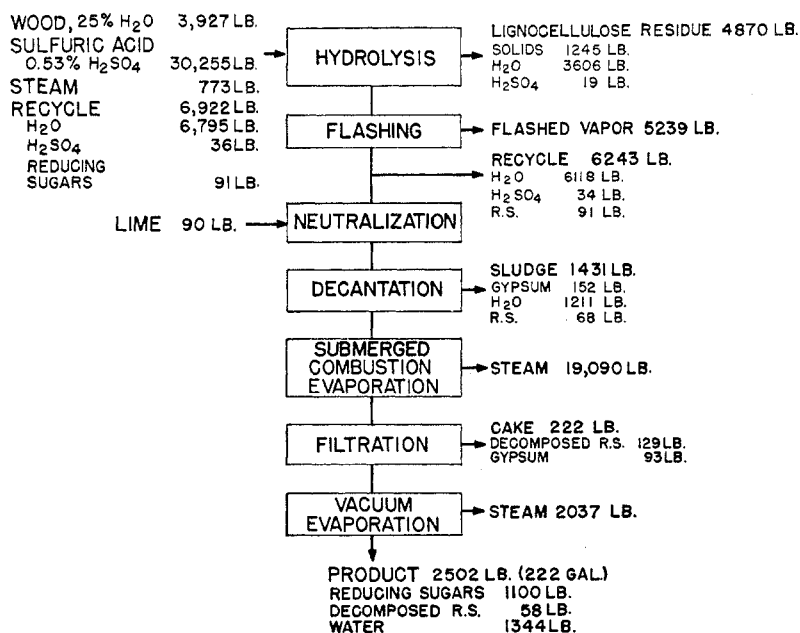 WOOD, 25% H2O 3,927 LB.
SULFURIC ACID
0.53% H2SO4 30,255 LB.
STEAM 773 LB.
RECYCLE 6,922 LB.
H2O 6,795 LB.
H2SO4 36 LB.
REDUCING
SUGARS 91 LB.
HYDROLYSIS
LIGNOCELLULOSE RESIDUE 4870 LB.
SOLIDS 1245 LB.
H2O 3606 LB.
H2SO4 19 LB.
FLASHING
FLASHED VAPOR 5239 LB.
RECYCLE 6243 LB.
H2O 6118 LB.
H2SO4 34 LB.
R.S. 91 LB.
LIME 90 LB.
NEUTRALIZATION
DECANTATION
SLUDGE 1431 LB.
GYPSUM 152 LB.
H2O 1211 LB.
R.S. 68 LB.
SUBMERGED
COMBUSTION
EVAPORATION
STEAM 19,090 LB.
FILTRATION
CAKE 222 LB.
DECOMPOSED R.S. 129 LB.
GYPSUM 93 LB.
VACUUM
EVAPORATION
STEAM 2037 LB.
PRODUCT 2502 LB. (222 GAL.)
REDUCING SUGARS 1100 LB.
DECOMPOSED R.S. 58 LB.
WATER 1344 LB.